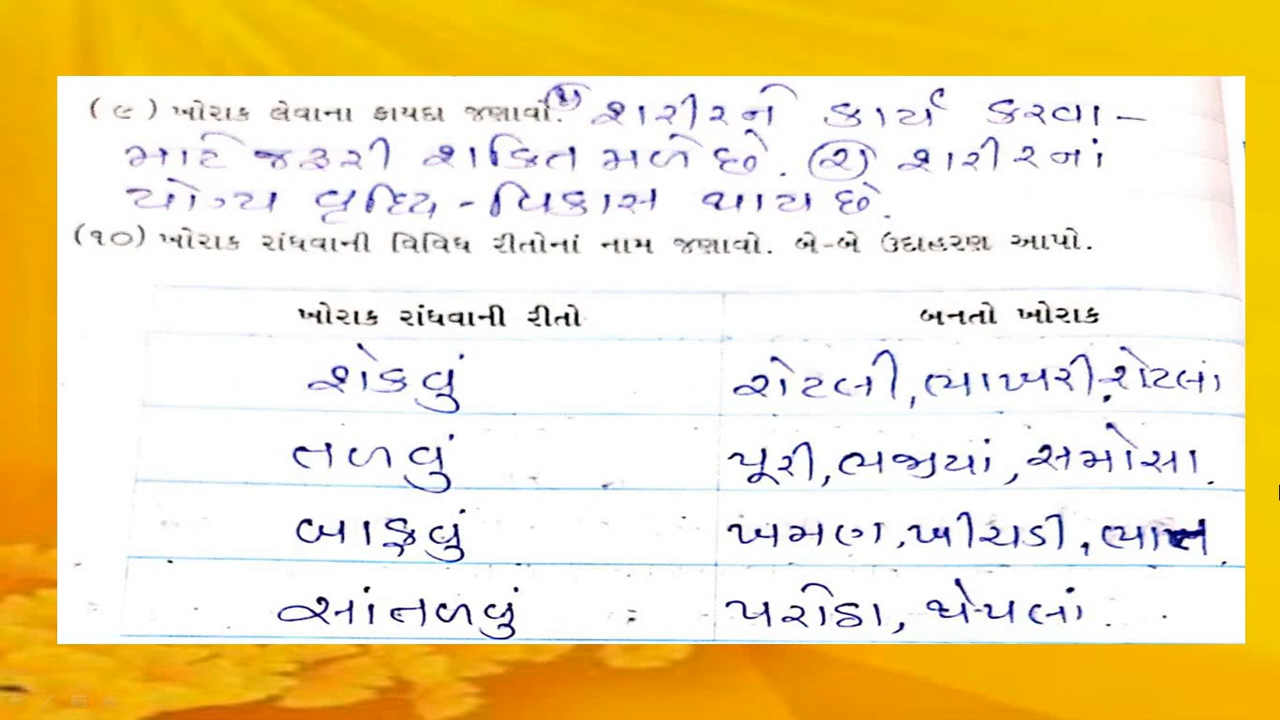 (૯) ખોરાક લેવાના ફાયદા જણાવો. (૧) શરીરને કાર્ય કરવા -
માટે જરૂરી શક્તિ મળે છે. (૨) શરીરનાં
યોગ્ય વૃધ્ધિ - વિકાસ થાય છે.
(૧૦) ખોરાક રાંધવાની વિવિધ રીતોનાં નામ જણાવો. બે-બે ઉદાહરણ આપો.
ખોરાક રાંધવાની રીતો બનતો ખોરાક
શેકવું રોટલી, ભાખરી, રોટલાં
તળવું પૂરી, ભજીયાં, સમોસા.
બાફવું ખમણ, ખીચડી, ભાત.
સાંતળવું પરોઠા, થેપલાં.